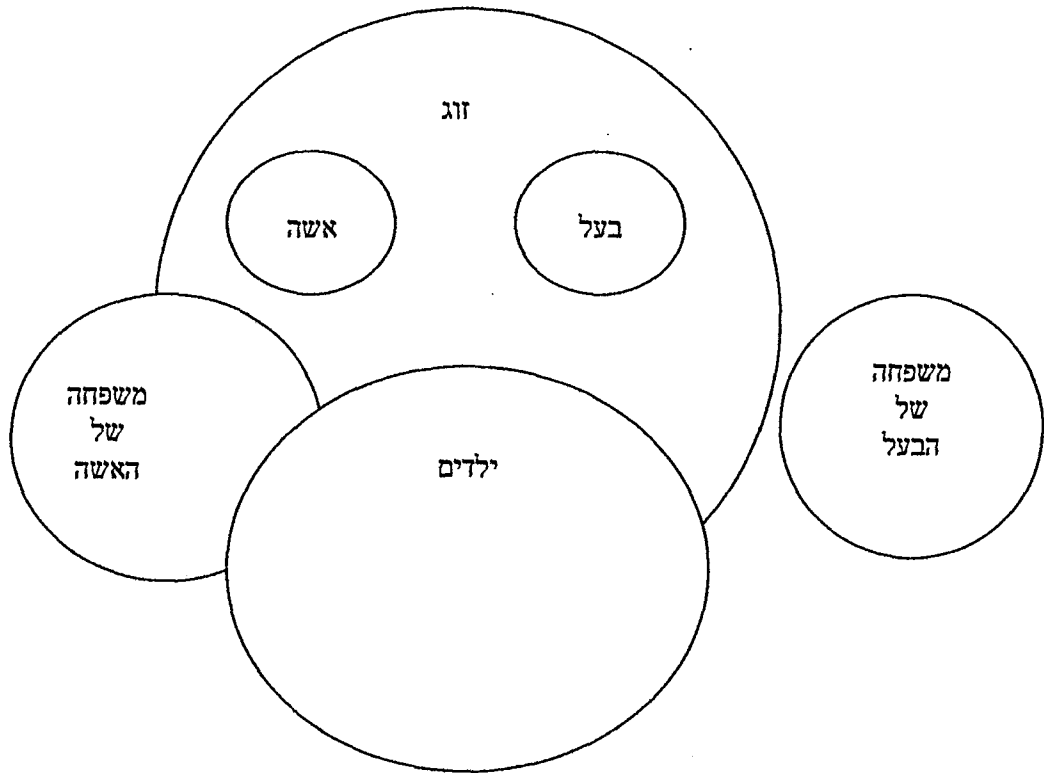 זוג
בעל
אשה
משפחה
של
הבעל
משפחה
של
האשה
ילדים